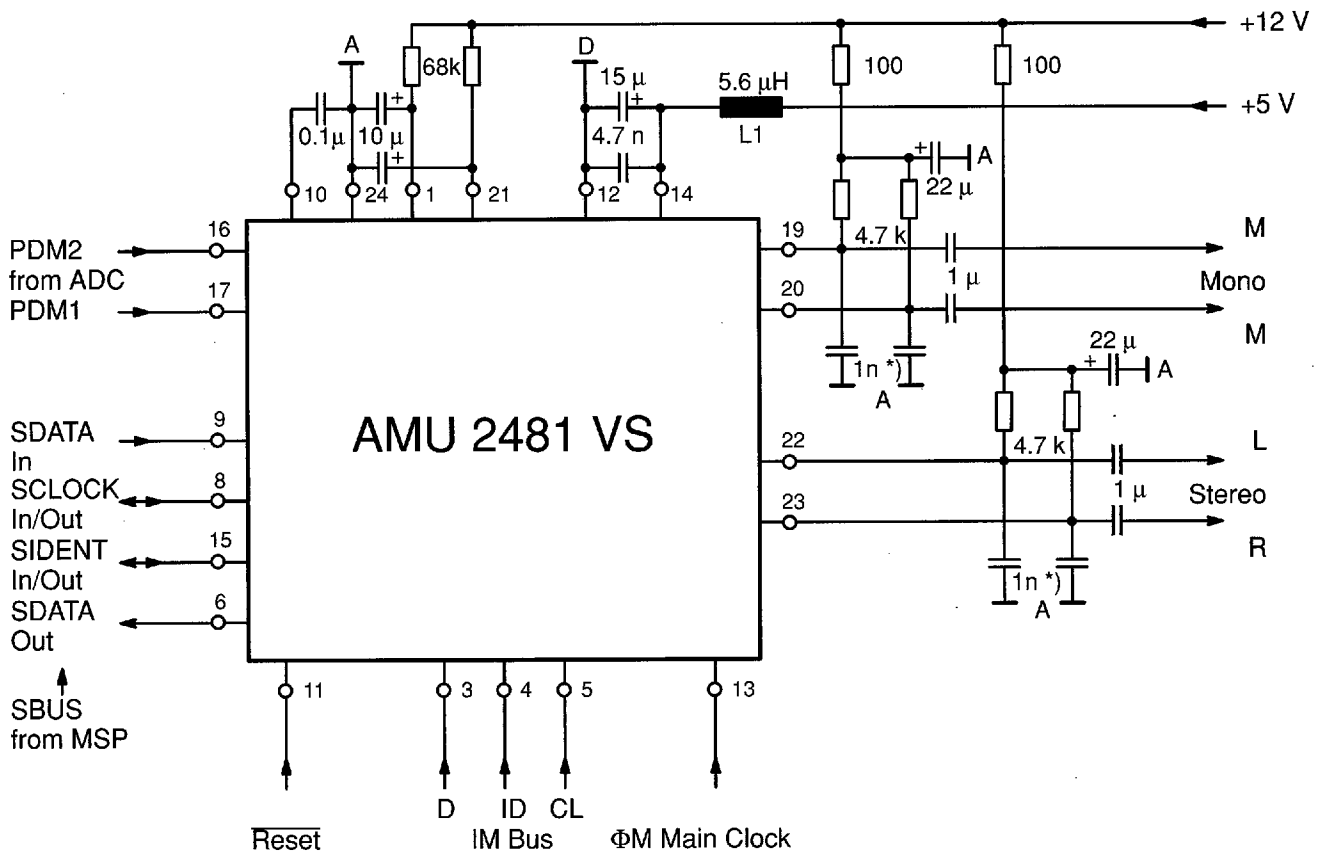 +12 V
A
D
68k
15 µ
5.6 µH
100
100
+
+
+5 V
0.1µ
10 µ
4.7 n
L1
+
+
A
22 µ
10
24
1
21
12
14
16
PDM2
from ADC
17
PDM1
19
4.7 k
M
1 µ
Mono
20
M
1n *)
A
22 µ
+
A
9
SDATA
In
AMU 2481 VS
22
4.7 k
L
8
SCLOCK
In/Out
1 µ
Stereo
23
R
15
SIDENT
In/Out
1n *)
A
6
SDATA
Out
11
3
4
5
13
SBUS
from MSP
D
ID
CL
Reset
IM Bus
ΦM Main Clock